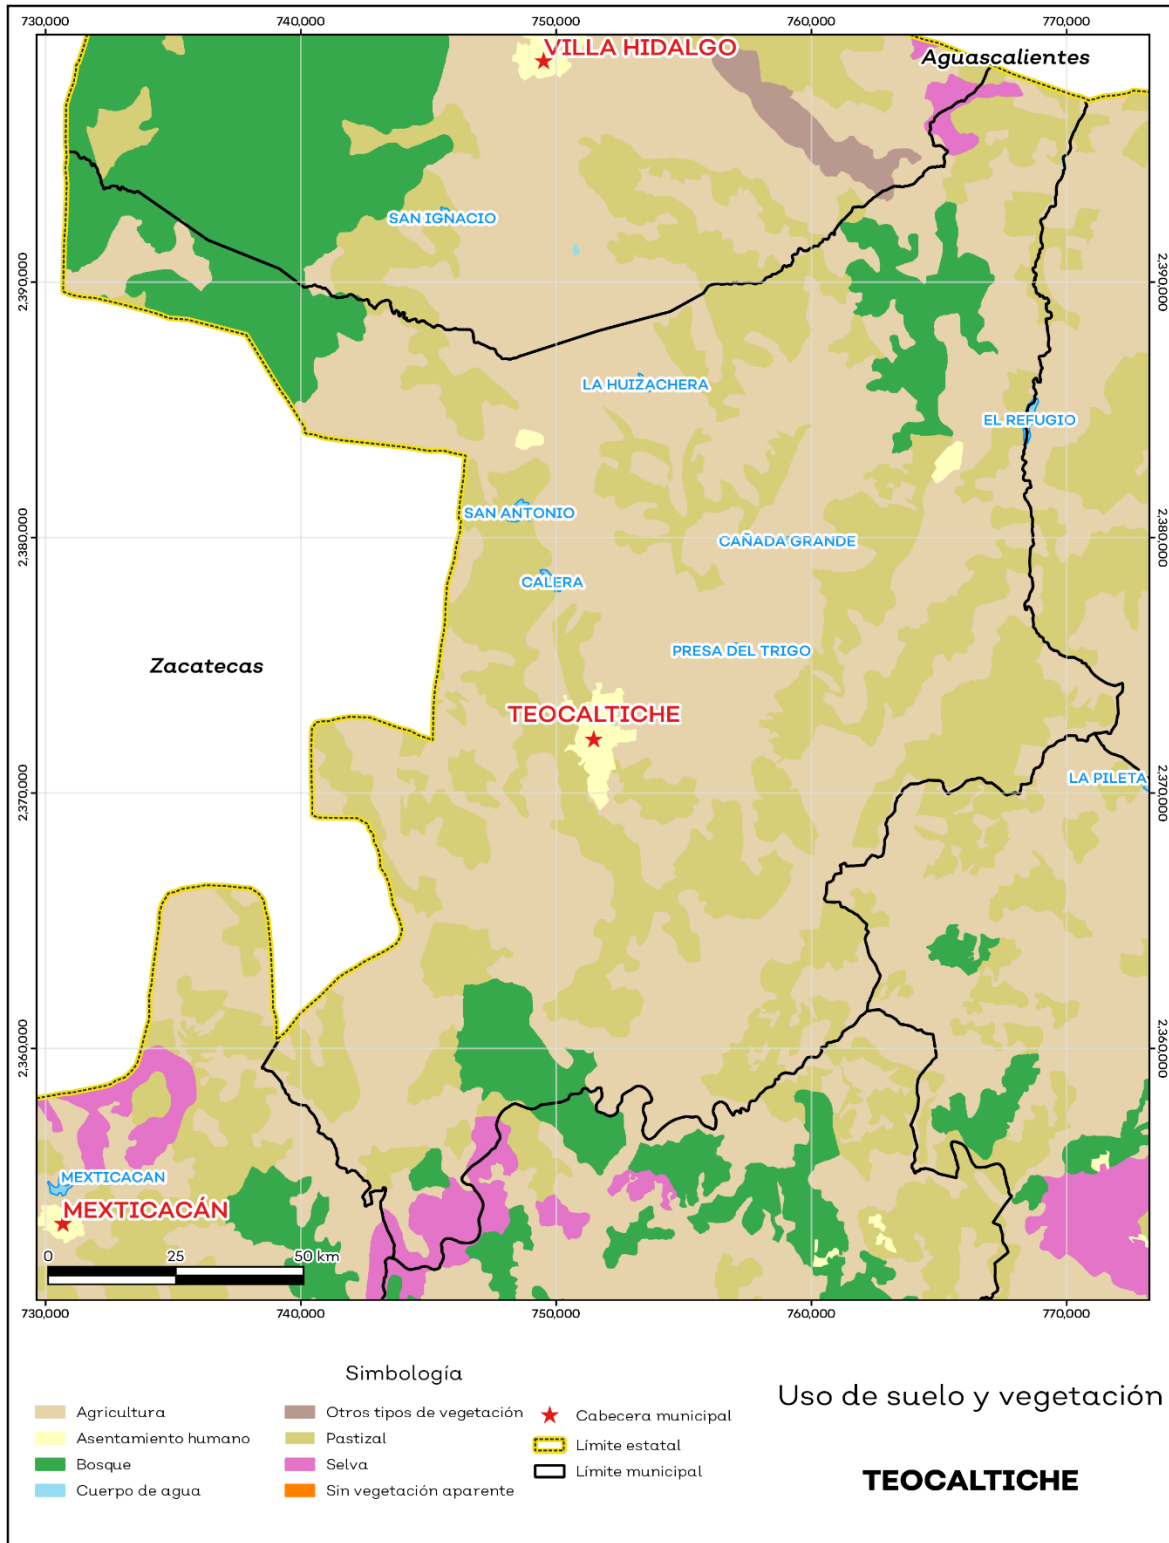 730,000 740,000 750,000 760,000 770,000
VILLA HIDALGO
Aguascalientes
SAN IGNACIO
2,390,000 2,390,000
LA HUIZACHERA
EL REFUGIO
SAN ANTONIO
2,380,000 2,380,000
CAÑADA GRANDE
CALERA
PRESA DEL TRIGO
Zacatecas
TEOCALTICHE
LA PILETA
2,370,000 2,370,000
2,360,000 2,360,000
MEXTICACAN
MEXTICACÁN
0 25 50 km
730,000 740,000 750,000 760,000 770,000
Simbología
Agricultura
Asentamiento humano
Bosque
Cuerpo de agua
Otros tipos de vegetación
Pastizal
Selva
Sin vegetación aparente
Cabecera municipal
Límite estatal
Límite municipal
Uso de suelo y vegetación
TEOCALTICHE